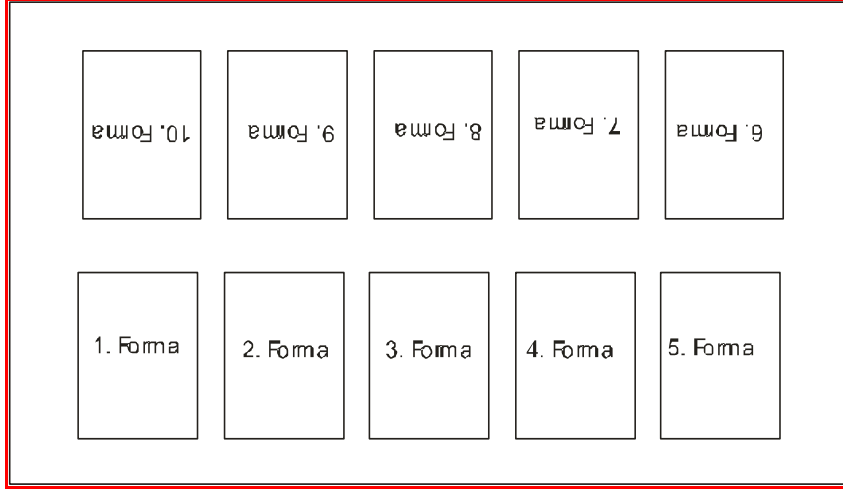 10. Forma
9. Forma
8. Forma
7. Forma
6. Forma
1. Forma
2. Forma
3. Forma
4. Forma
5. Forma